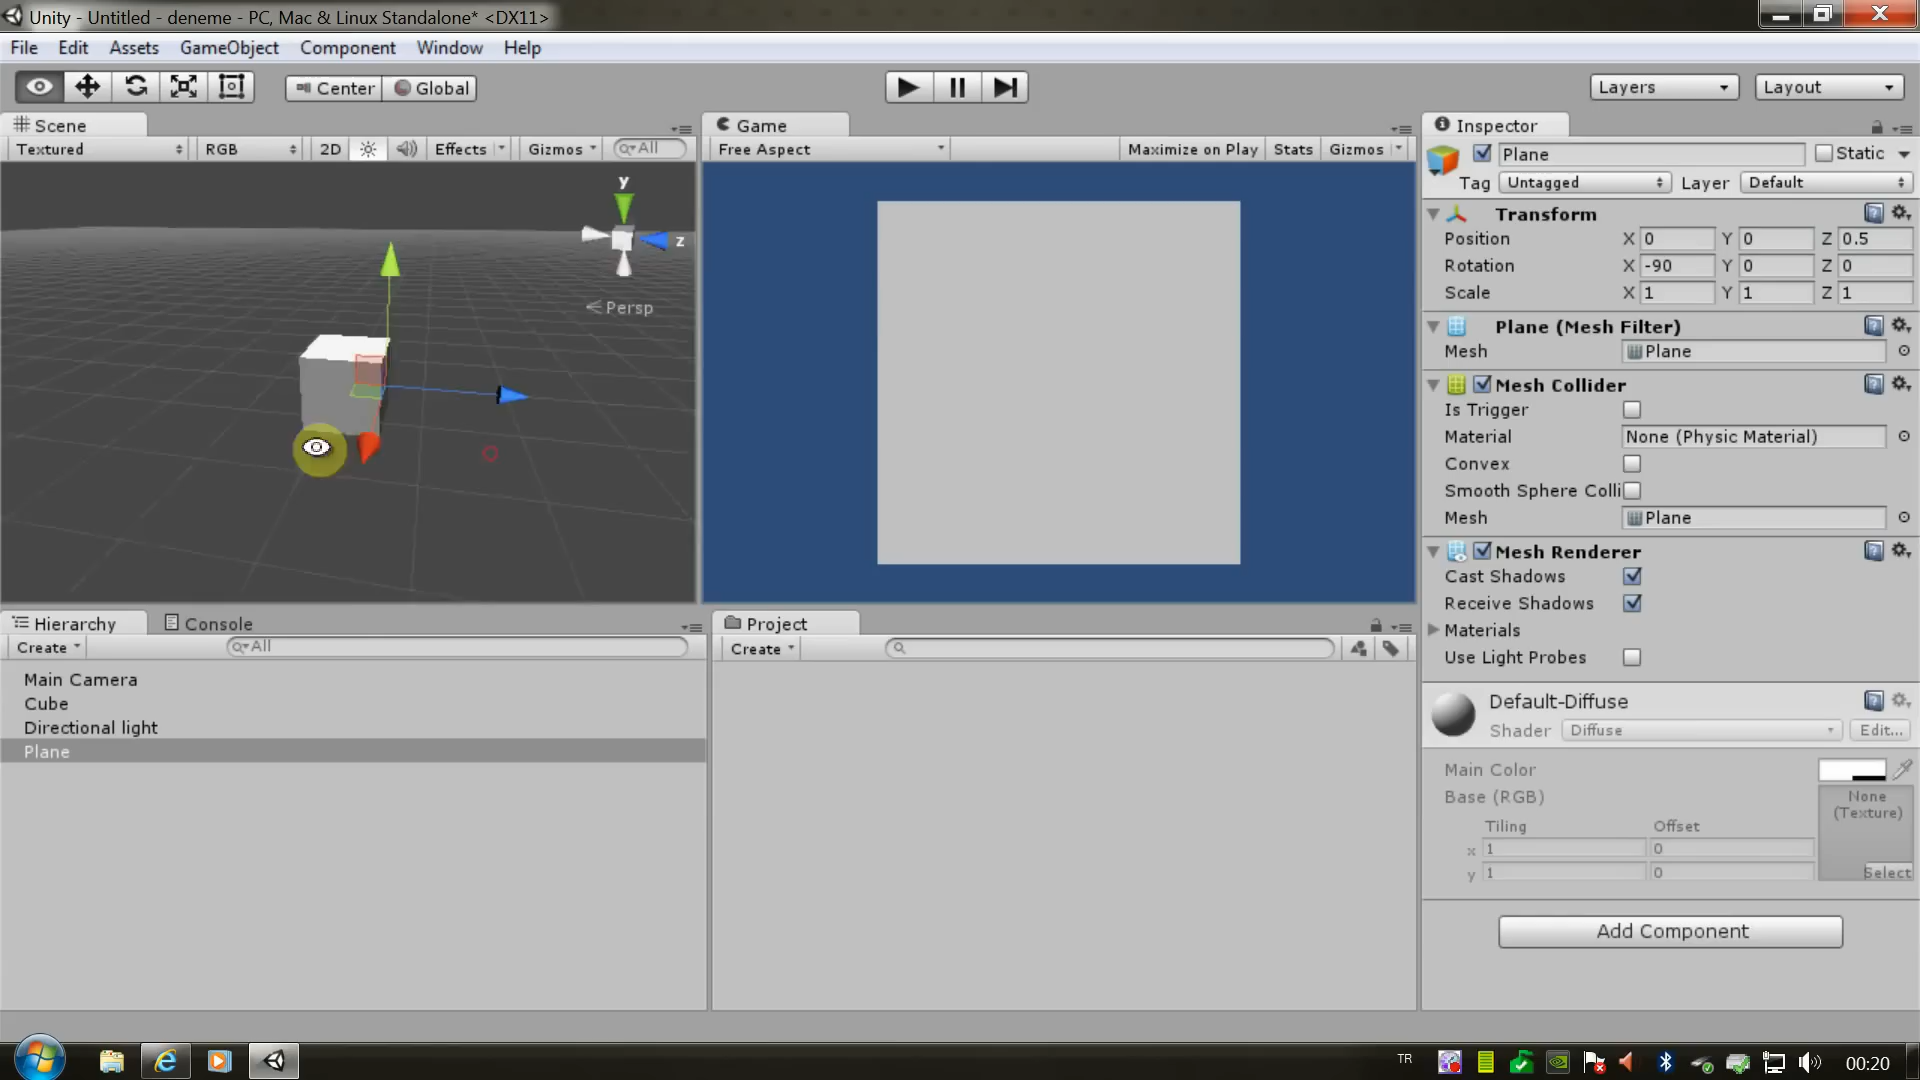 Unity - Untitled - deneme - PC, Mac & Linux Standalone* <DX11>
File Edit Assets GameObject Component Window Help
Center Global Layers Layout
Scene
Textured RGB 2D Effects Gizmos All
y
z
Persp
Game
Free Aspect Maximize on Play Stats Gizmos
Inspector
Plane Static
Tag Untagged Layer Default
Transform
Position X 0 Y 0 Z 0.5
Rotation X -90 Y 0 Z 0
Scale X 1 Y 1 Z 1
Plane (Mesh Filter)
Mesh Plane
Mesh Collider
Is Trigger
Material None (Physic Material)
Convex
Smooth Sphere Colli
Mesh Plane
Mesh Renderer
Cast Shadows
Receive Shadows
Materials
Use Light Probes
Default-Diffuse
Shader Diffuse Edit...
Main Color
Base (RGB)
None
(Texture)
Tiling Offset
x 1 0
y 1 0
Select
Add Component
Hierarchy Console
Create All
Main Camera
Cube
Directional light
Plane
Project
Create
TR 00:20